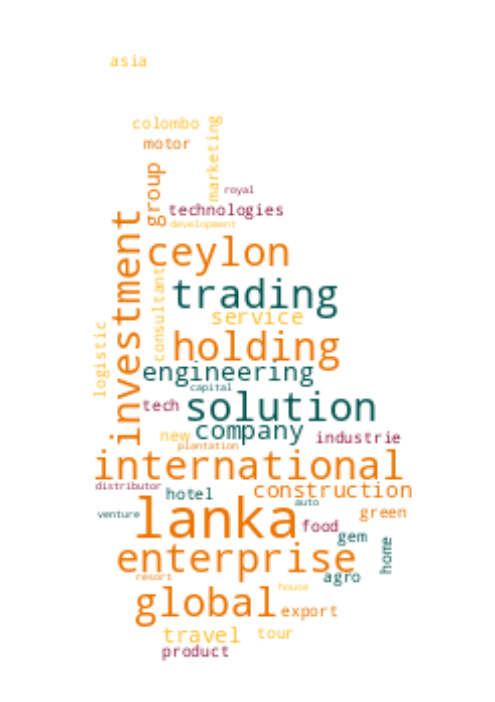 asia
colombo
marketing
motor
group
royal
technologies
development
investment
ceylon
consultant
trading
service
logistic
holding
engineering
capital
tech
solution
new
company
industrie
plantation
international
distributor
hotel
construction
auto
venture
lanka
green
food
gem
home
enterprise
resort
agro
house
global
export
travel
tour
product